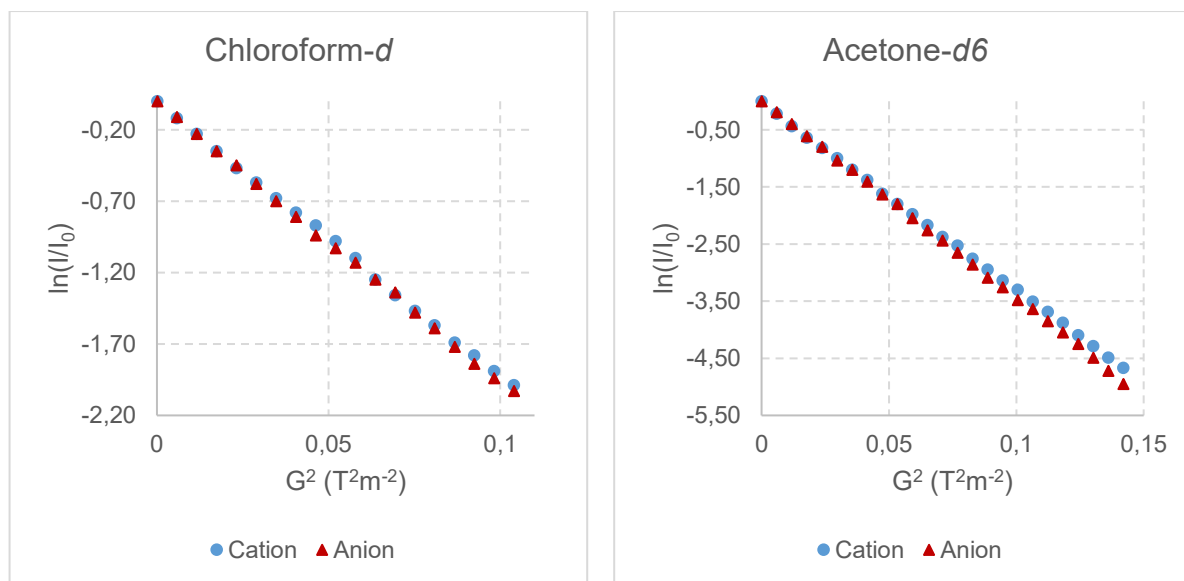 Chloroform-d
-0,20
-0,70
-1,20
-1,70
-2,20
ln(I/I₀)
0
0,05
0,1
G² (T²m⁻²)
Cation
Anion
Acetone-d6
-0,50
-1,50
-2,50
-3,50
-4,50
-5,50
ln(I/I₀)
0
0,05
0,1
0,15
G² (T²m⁻²)
Cation
Anion